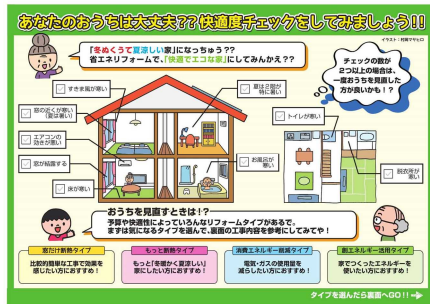 あなたのおうちは大丈夫??快適度チェックをしてみましょう!!
イラスト:村岡マサヒロ
「冬ぬくうて夏涼しい家」になっちゅう??
省エネリフォームで、「快適でエコな家」にしてみんかえ??
チェックの数が
2つ以上の場合は、
一度おうちを見直した
方が良いかも!?
すきま風が寒い
夏は2階が
特に暑い
窓の近くが寒い
(夏は暑い)
トイレが寒い
エアコンの
効きが悪い
窓が結露する
お風呂が
寒い
脱衣所が
寒い
床が寒い
おうちを見直すときは!?
予算や快適性によっていろんなリフォームタイプがあるで。
まずは気になるタイプを選んで、裏面の工事内容を参考にしてみてや!
窓だけ断熱タイプ
比較的簡単な工事で効果を
感じたい方におすすめ!
もっと断熱タイプ
もっと「冬暖かく夏涼しい」
家にしたい方におすすめ!
消費エネルギー削減タイプ
電気・ガスの使用量を
減らしたい方におすすめ!
創エネルギー活用タイプ
家でつくったエネルギーを
使いたい方におすすめ!
タイプを選んだら裏面へGO!!